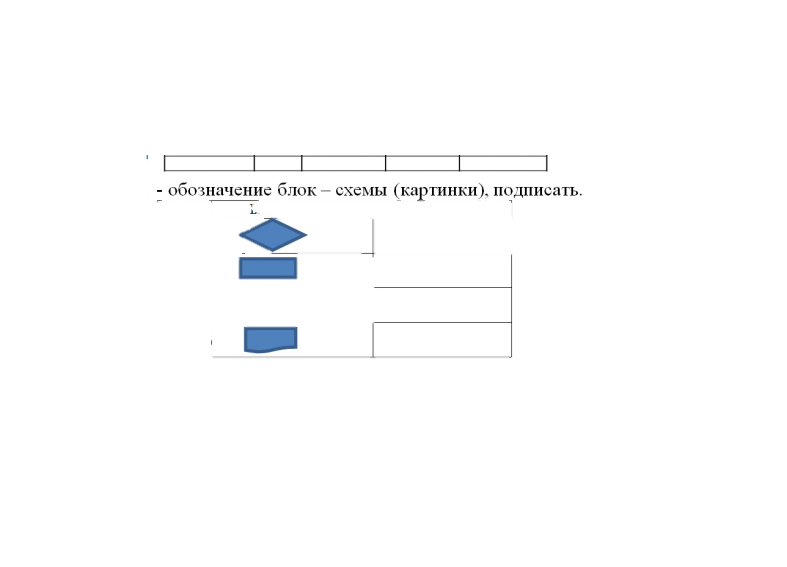 - обозначение блок – схемы (картинки), подписать.